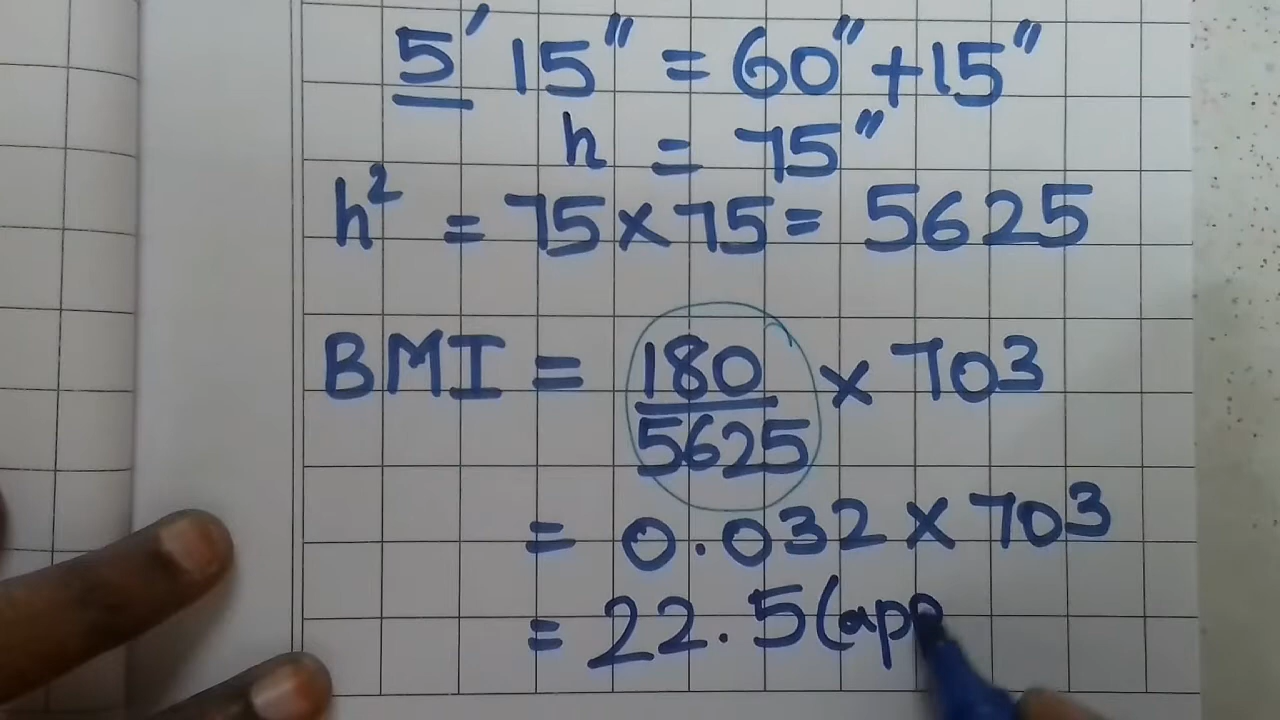 5' 15" = 60" + 15"
h = 75"
h² = 75 × 75 = 5625
BMI = 180/5625 × 703
= 0.032 × 703
= 22.5 (app